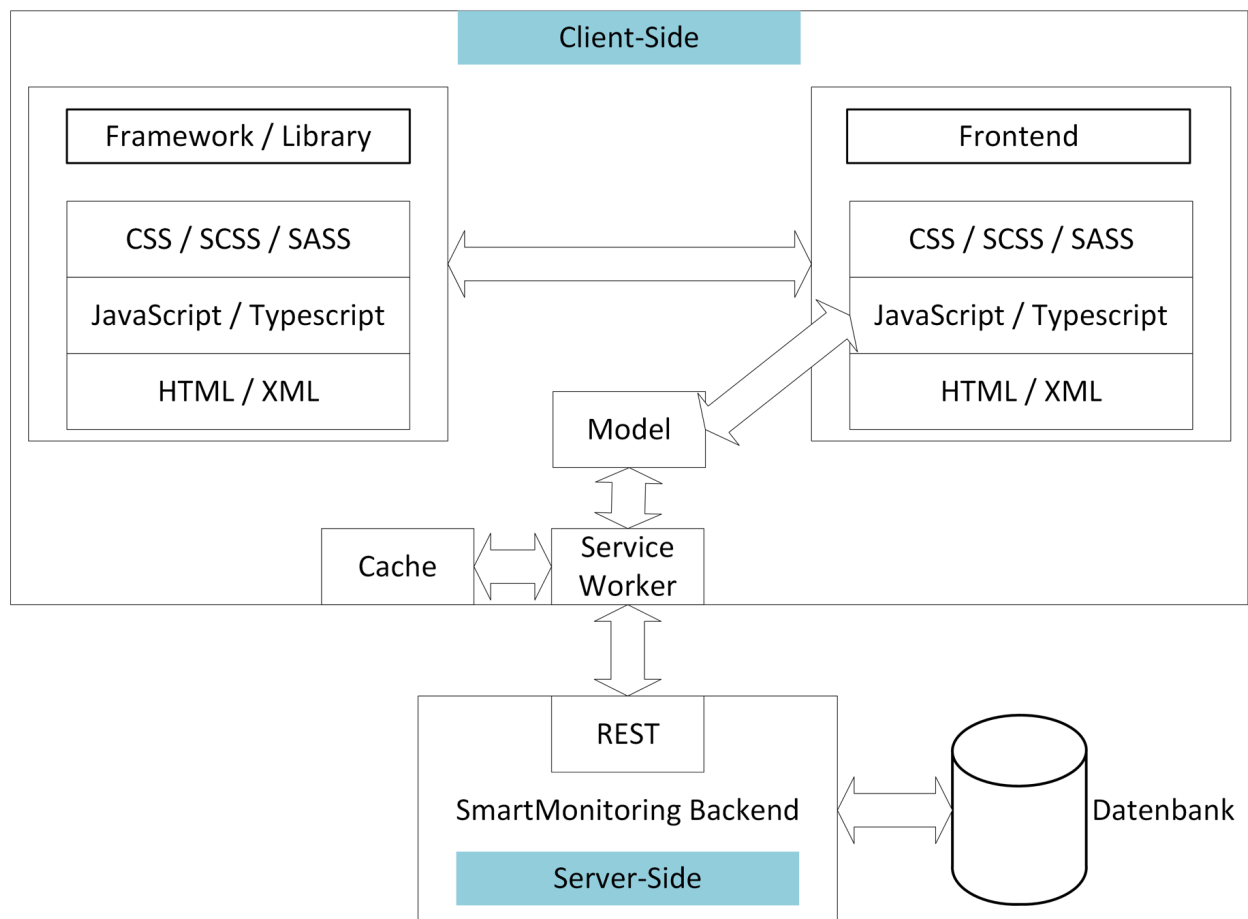 Client-Side
Framework / Library
CSS / SCSS / SASS
JavaScript / Typescript
HTML / XML
Frontend
CSS / SCSS / SASS
JavaScript / Typescript
HTML / XML
Model
Cache
Service
Worker
REST
SmartMonitoring Backend
Server-Side
Datenbank